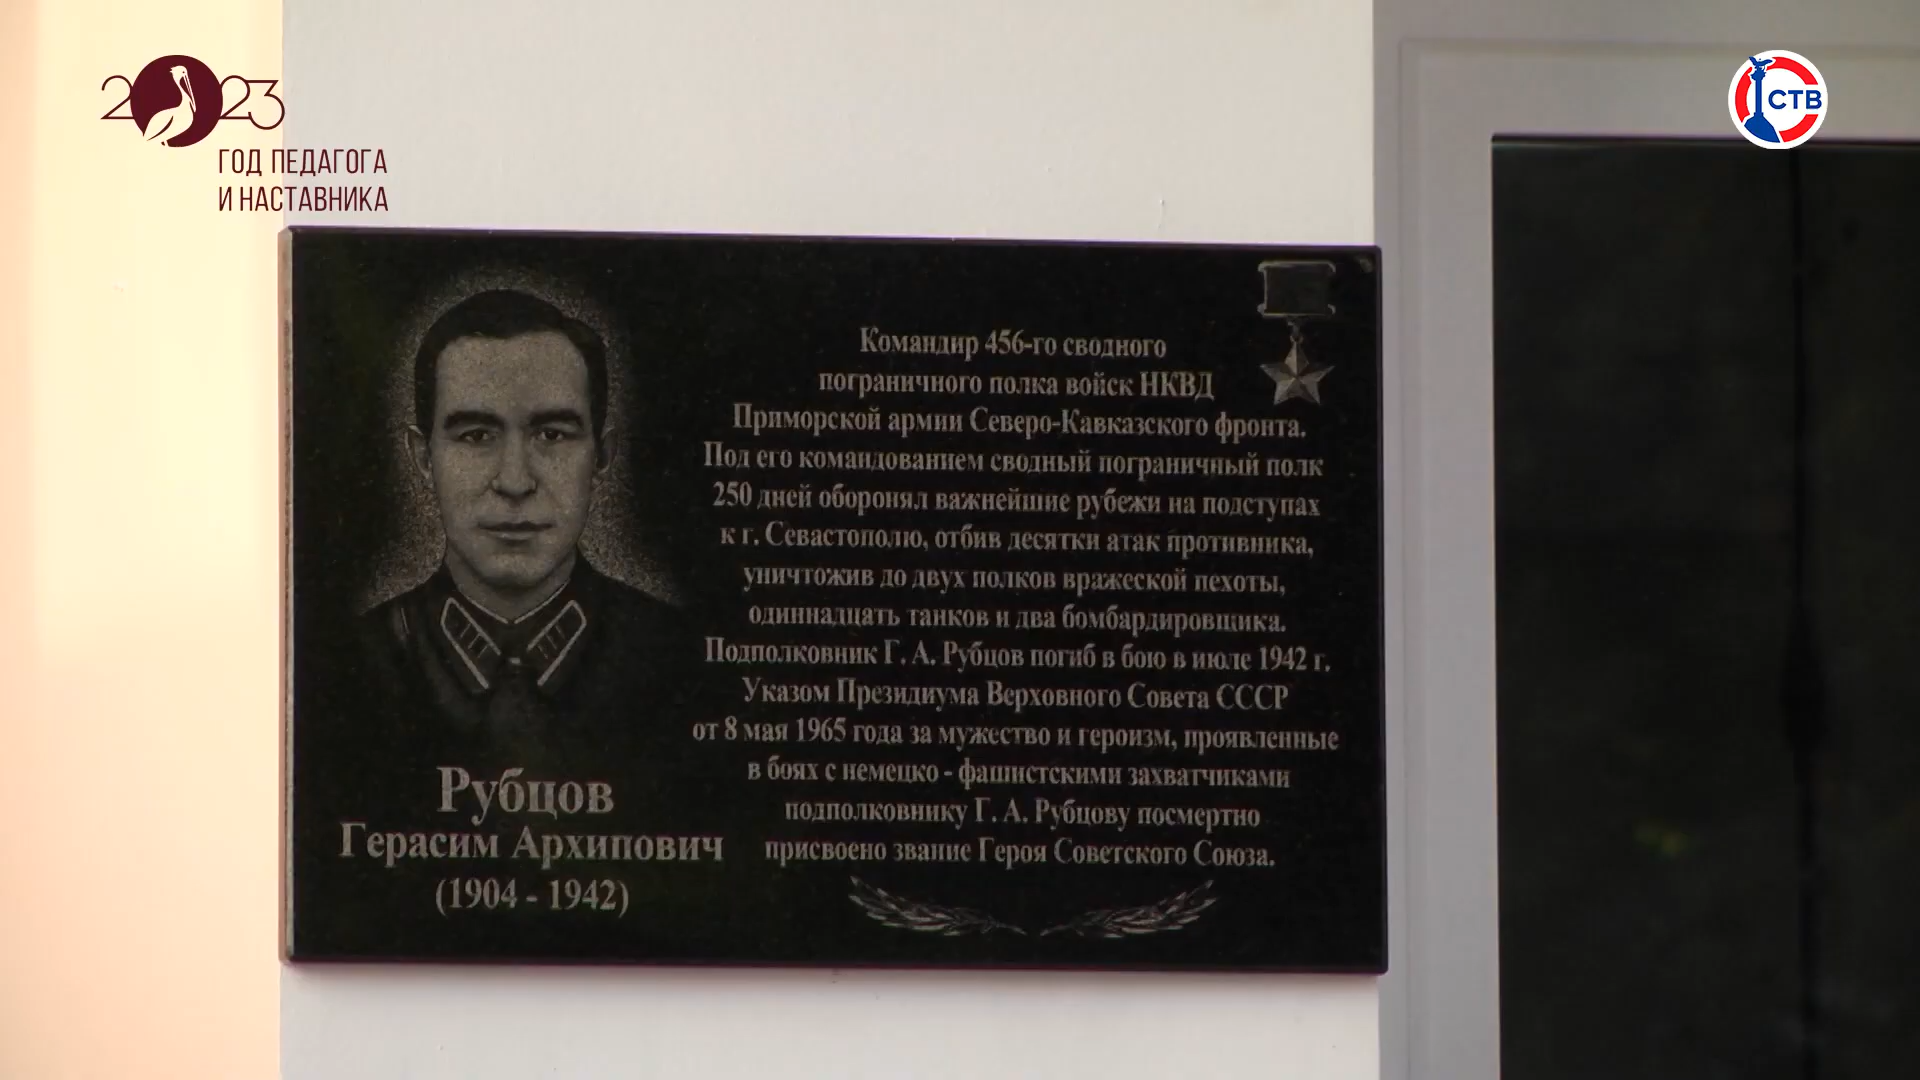 2023
ГОД ПЕДАГОГА
И НАСТАВНИКА
СТВ
Командир 456-го сводного
пограничного полка войск НКВД
Приморской армии Северо-Кавказского фронта.
Под его командованием сводный пограничный полк
250 дней оборонял важнейшие рубежи на подступах
к г. Севастополю, отбив десятки атак противника,
уничтожив до двух полков вражеской пехоты,
одиннадцать танков и два бомбардировщика.
Подполковник Г. А. Рубцов погиб в бою в июле 1942 г.
Указом Президиума Верховного Совета СССР
от 8 мая 1965 года за мужество и героизм, проявленные
в боях с немецко - фашистскими захватчиками
подполковнику Г. А. Рубцову посмертно
присвоено звание Героя Советского Союза.
Рубцов
Герасим Архипович
(1904 - 1942)